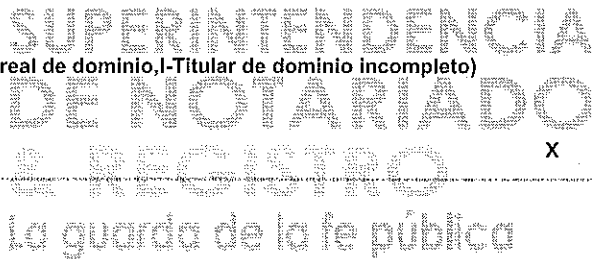 SUPERINTENDENCIA
real de dominio,I-Titular de dominio incompleto)
DE NOTARIADO
X
& REGISTRO
La guarda de la fe pública